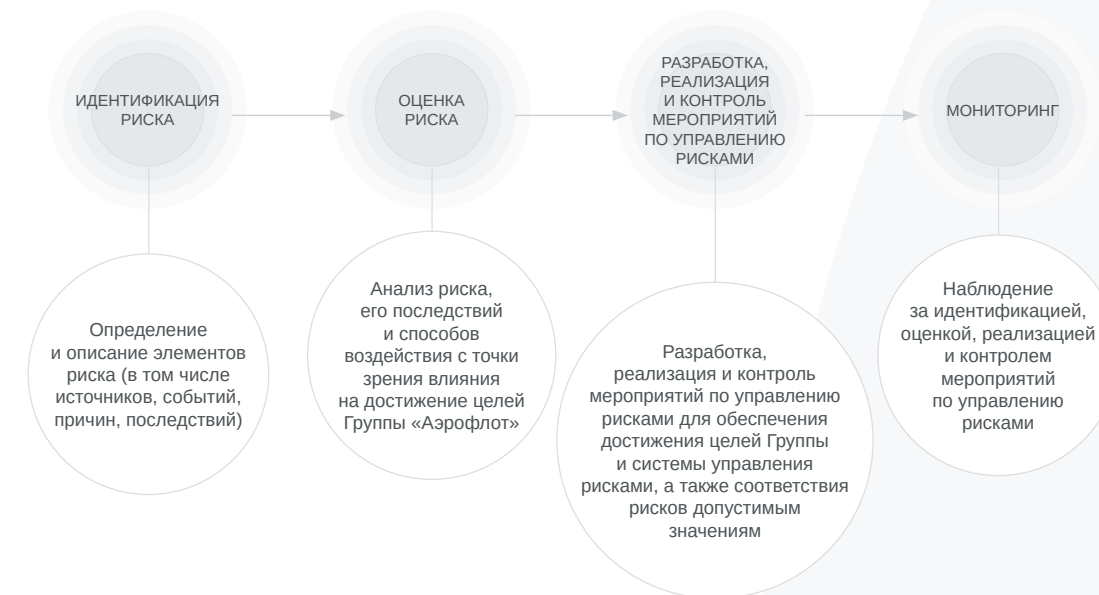 ИДЕНТИФИКАЦИЯ
РИСКА
ОЦЕНКА
РИСКА
РАЗРАБОТКА,
РЕАЛИЗАЦИЯ
И КОНТРОЛЬ
МЕРОПРИЯТИЙ
ПО УПРАВЛЕНИЮ
РИСКАМИ
МОНИТОРИНГ
Определение
и описание элементов
риска (в том числе
источников, событий,
причин, последствий)
Анализ риска,
его последствий
и способов
воздействия с точки
зрения влияния
на достижение целей
Группы «Аэрофлот»
Разработка,
реализация и контроль
мероприятий по управлению
рисками для обеспечения
достижения целей Группы
и системы управления
рисками, а также соответствия
рисков допустимым
значениям
Наблюдение
за идентификацией,
оценкой, реализацией
и контролем
мероприятий
по управлению
рисками